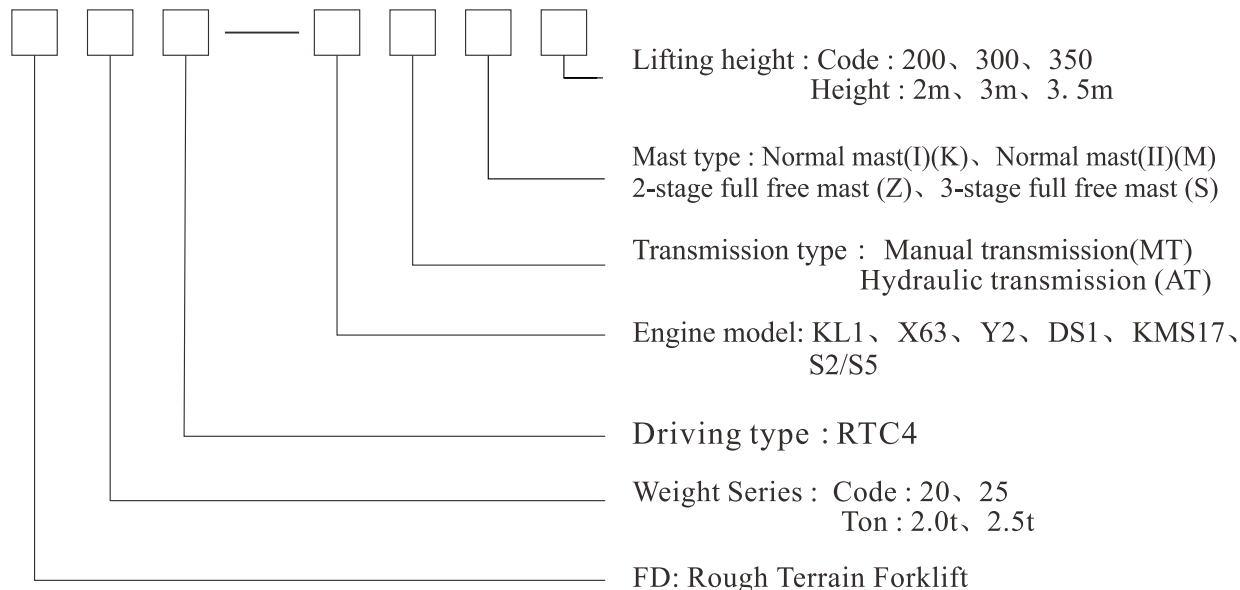 Lifting height : Code : 200、300、350
Height : 2m、3m、3. 5m
Mast type : Normal mast(I)(K)、Normal mast(II)(M)
2-stage full free mast (Z)、3-stage full free mast (S)
Transmission type : Manual transmission(MT)
Hydraulic transmission (AT)
Engine model: KL1、X63、Y2、DS1、KMS17、
S2/S5
Driving type : RTC4
Weight Series : Code : 20、25
Ton : 2.0t、2.5t
FD: Rough Terrain Forklift